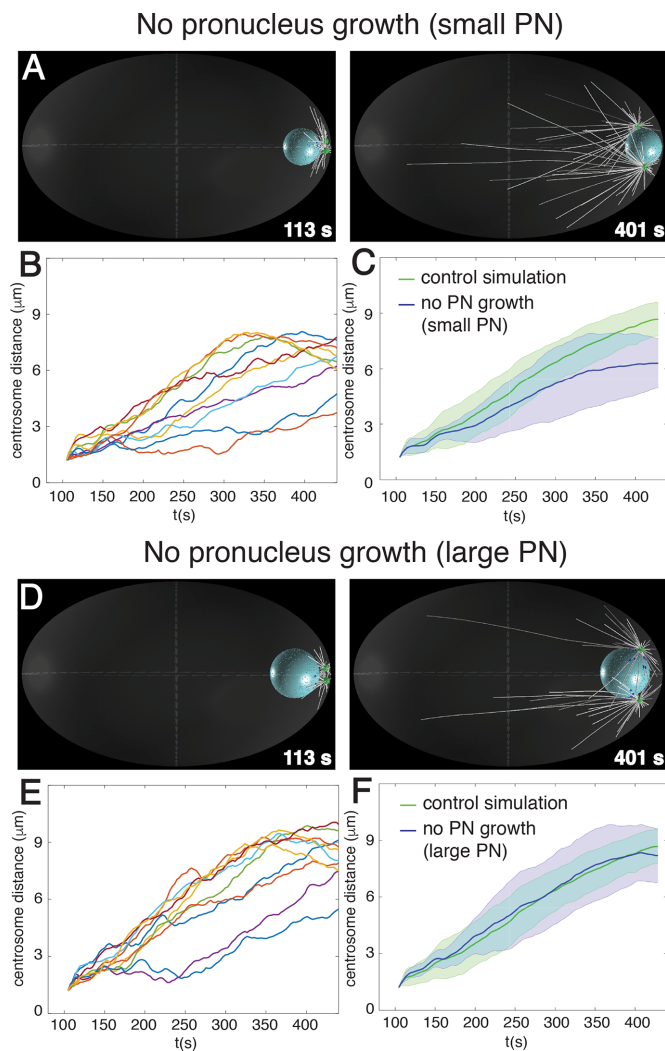 No pronucleus growth (small PN)
A
113 s
401 s
B
centrosome distance (μm)
9
6
3
0
100 150 200 250 300 350 400
t(s)
C
control simulation
no PN growth
(small PN)
centrosome distance (μm)
9
6
3
0
100 150 200 250 300 350 400
t(s)
No pronucleus growth (large PN)
D
113 s
401 s
E
centrosome distance (μm)
9
6
3
0
100 150 200 250 300 350 400
t(s)
F
control simulation
no PN growth
(large PN)
centrosome distance (μm)
9
6
3
0
100 150 200 250 300 350 400
t(s)